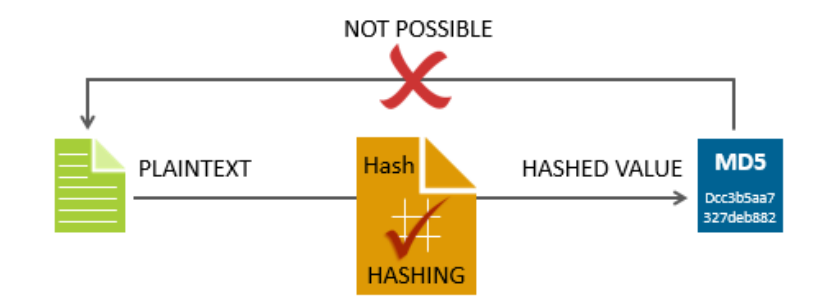 NOT POSSIBLE
PLAINTEXT
Hash
HASHING
HASHED VALUE
MD5
Dcc3b5aa7
327deb882